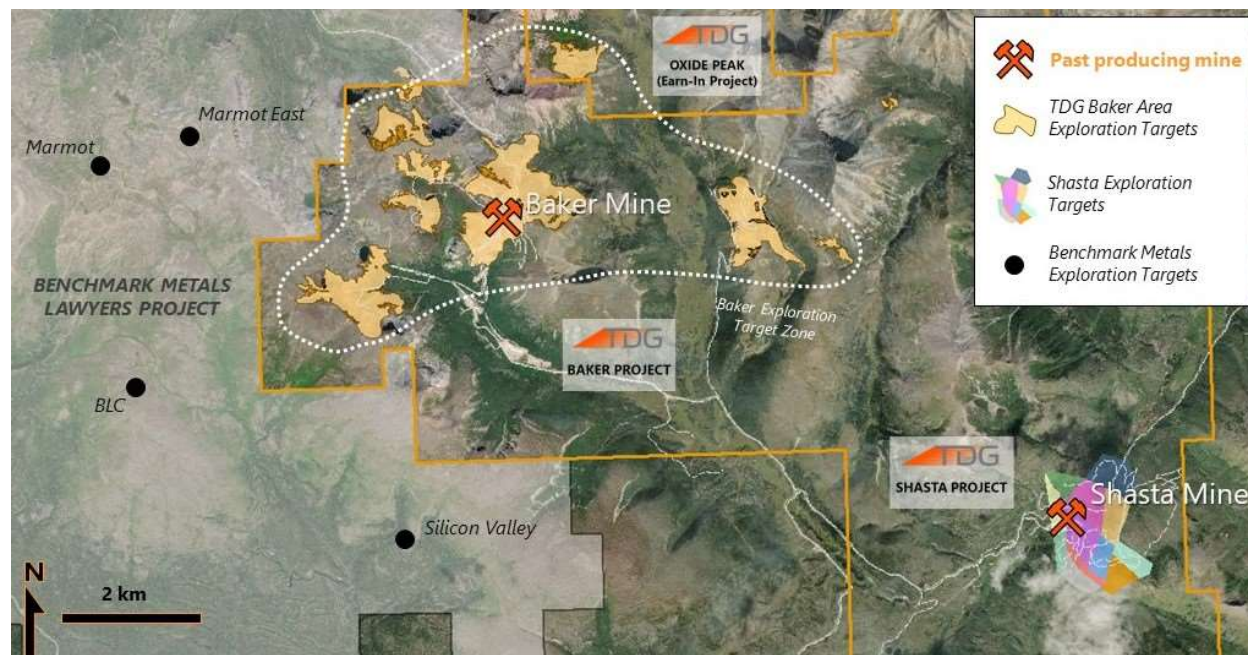 TDG
OXIDE PEAK
(Earn-In Project)
Past producing mine
TDG Baker Area
Exploration Targets
Shasta Exploration
Targets
Benchmark Metals
Exploration Targets
Marmot East
Marmot
Baker Mine
BENCHMARK METALS
LAWYERS PROJECT
Baker Exploration
Target Zone
TDG
BAKER PROJECT
BLC
TDG
SHASTA PROJECT
Shasta Mine
Silicon Valley
N
2 km